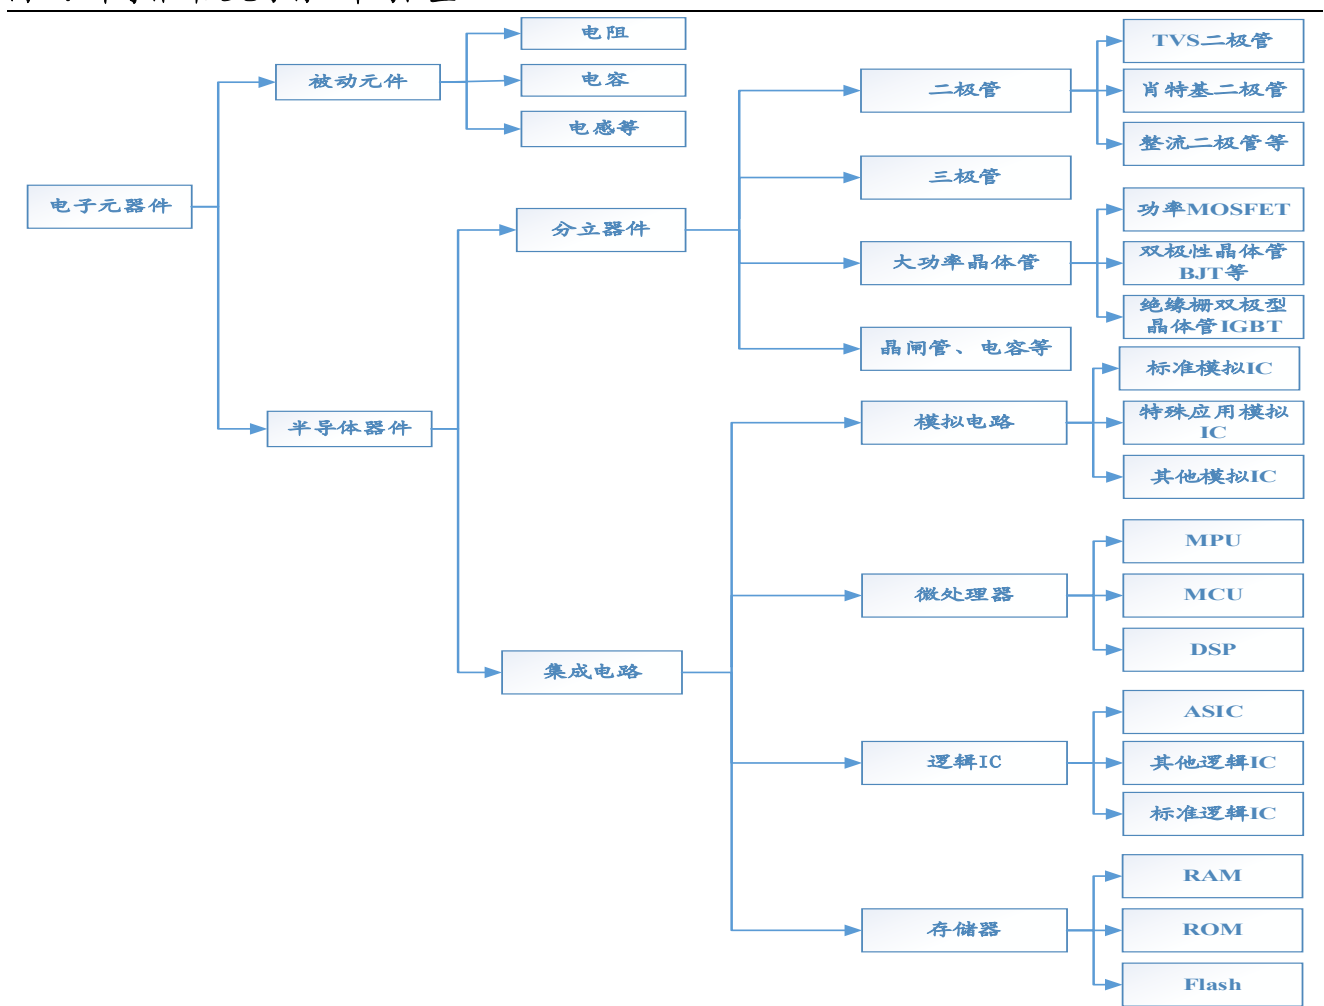 电阻
被动元件
电容
电感等
电子元器件
半导体器件
分立器件
集成电路
二极管
三极管
大功率晶体管
晶闸管、电容等
模拟电路
微处理器
逻辑IC
存储器
TVS二极管
肖特基二极管
整流二极管等
功率MOSFET
双极性晶体管
BJT等
绝缘栅双极型
晶体管IGBT
标准模拟IC
特殊应用模拟
IC
其他模拟IC
MPU
MCU
DSP
ASIC
其他逻辑IC
标准逻辑IC
RAM
ROM
Flash